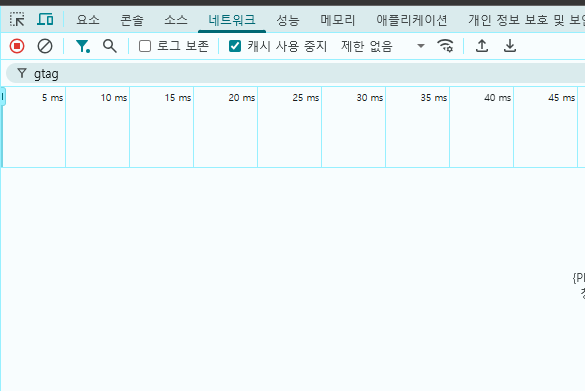 요소 콘솔 소스 네트워크 성능 메모리 애플리케이션 개인 정보 보호 및 보안
로그 보존 캐시 사용 중지 제한 없음
gtag
5 ms 10 ms 15 ms 20 ms 25 ms 30 ms 35 ms 40 ms 45 ms